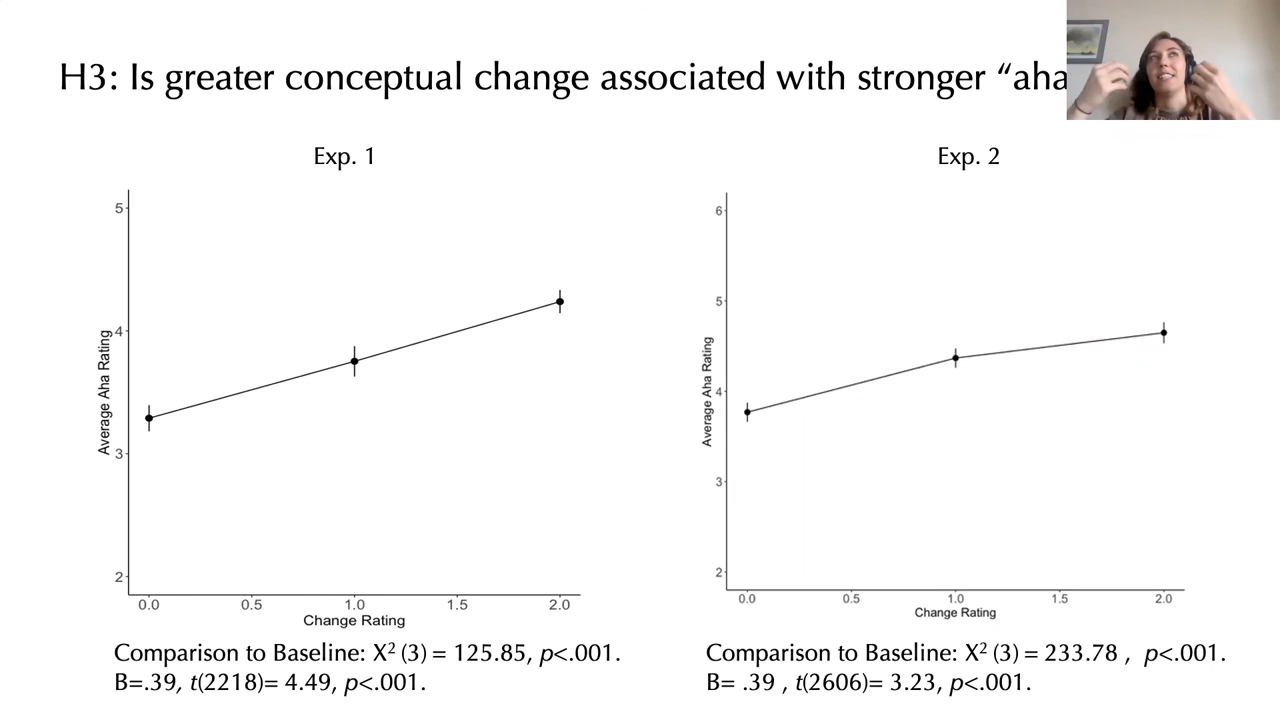 H3: Is greater conceptual change associated with stronger “aha
Exp. 1
5
4
3
2
Average Aha Rating
0.0 0.5 1.0 1.5 2.0
Change Rating
Comparison to Baseline: X² (3) = 125.85, p<.001.
B=.39, t(2218)= 4.49, p<.001.
Exp. 2
6
5
4
3
2
Average Aha Rating
0.0 0.5 1.0 1.5 2.0
Change Rating
Comparison to Baseline: X² (3) = 233.78 , p<.001.
B= .39 , t(2606)= 3.23, p<.001.